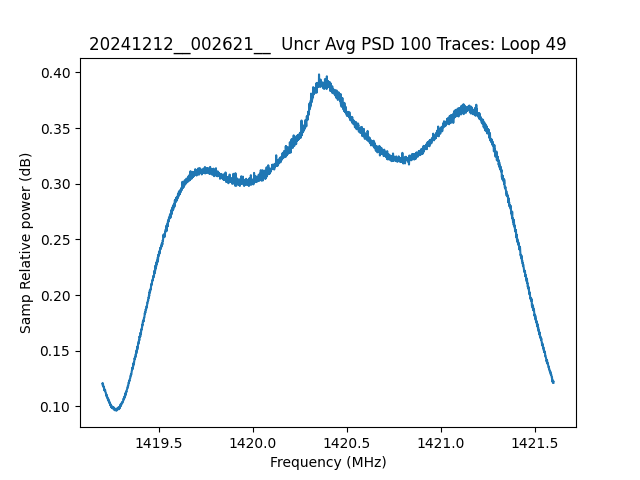 20241212__002621__  Uncr Avg PSD 100 Traces: Loop 49
0.40
0.35
0.30
0.25
0.20
0.15
0.10
Samp Relative power (dB)
1419.5 1420.0 1420.5 1421.0 1421.5
Frequency (MHz)